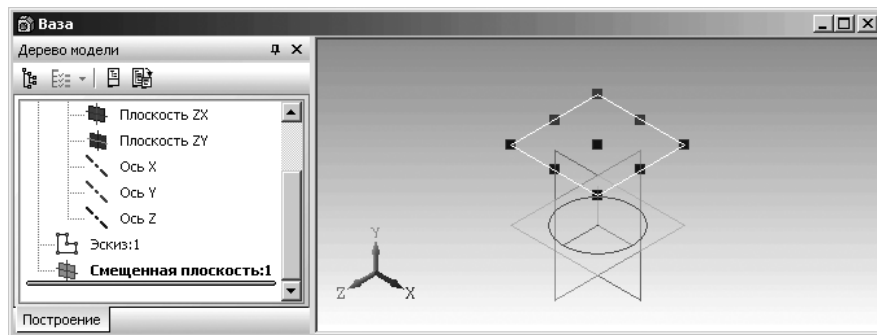 Ваза
Дерево модели
Плоскость ZX
Плоскость ZY
Ось X
Ось Y
Ось Z
Эскиз:1
Смещенная плоскость:1
Построение
Y
Z
X